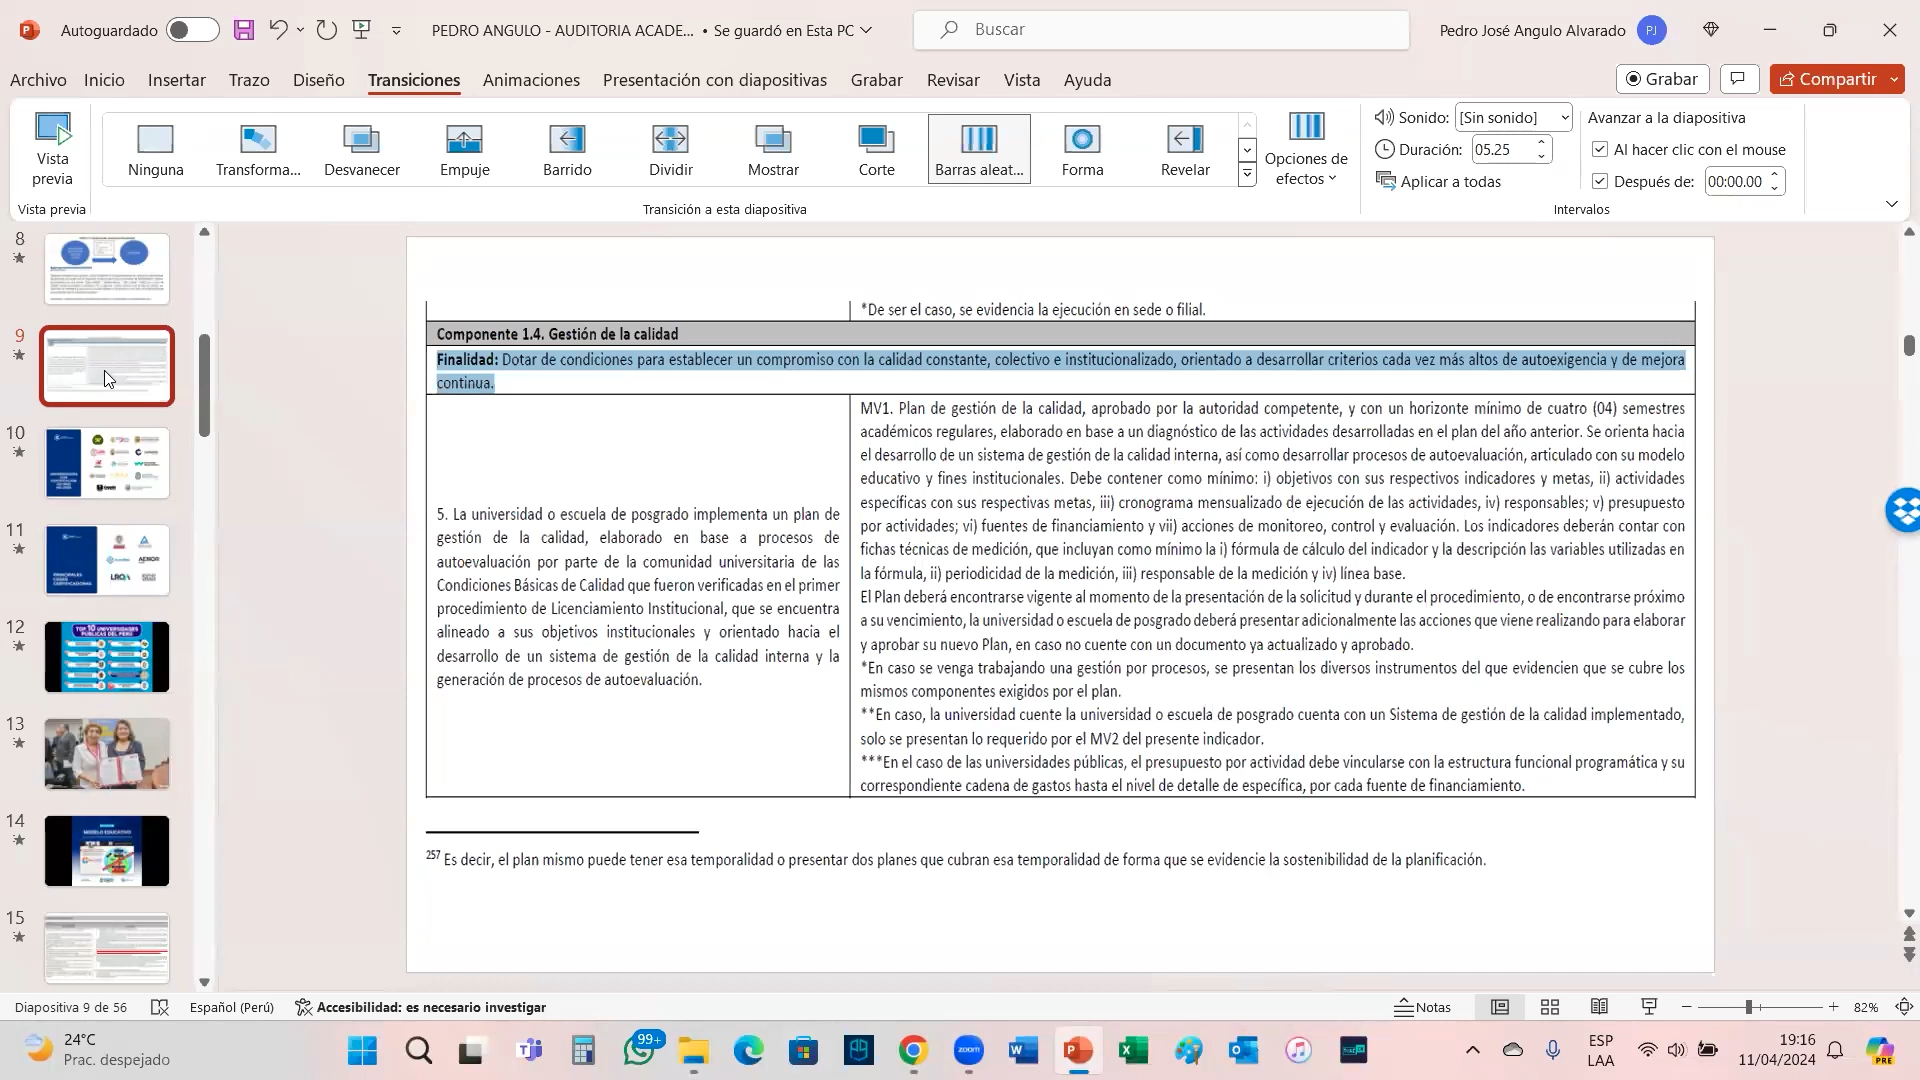 Autoguardado
PEDRO ANGULO - AUDITORIA ACADE... • Se guardó en Esta PC
Buscar
Pedro José Angulo Alvarado
PJ
Archivo Inicio Insertar Trazo Diseño Transiciones Animaciones Presentación con diapositivas Grabar Revisar Vista Ayuda
Grabar
Compartir
Vista previa
Ninguna Transforma... Desvanecer Empuje Barrido Dividir Mostrar Corte Barras aleat... Forma Revelar
Opciones de efectos
Sonido: [Sin sonido]
Duración: 05.25
Aplicar a todas
Avanzar a la diapositiva
Al hacer clic con el mouse
Después de: 00:00.00
Vista previa
Transición a esta diapositiva
Intervalos
8
9
10
11
12
TOP 10 UNIVERSIDADES
PÚBLICAS DEL PERÚ
13
14
MODELO EDUCATIVO
15
*De ser el caso, se evidencia la ejecución en sede o filial.
Componente 1.4. Gestión de la calidad
Finalidad: Dotar de condiciones para establecer un compromiso con la calidad constante, colectivo e institucionalizado, orientado a desarrollar criterios cada vez más altos de autoexigencia y de mejora
continua.
5. La universidad o escuela de posgrado implementa un plan de
gestión de la calidad, elaborado en base a procesos de
autoevaluación por parte de la comunidad universitaria de las
Condiciones Básicas de Calidad que fueron verificadas en el primer
procedimiento de Licenciamiento Institucional, que se encuentra
alineado a sus objetivos institucionales y orientado hacia el
desarrollo de un sistema de gestión de la calidad interna y la
generación de procesos de autoevaluación.
MV1. Plan de gestión de la calidad, aprobado por la autoridad competente, y con un horizonte mínimo de cuatro (04) semestres
académicos regulares, elaborado en base a un diagnóstico de las actividades desarrolladas en el plan del año anterior. Se orienta hacia
el desarrollo de un sistema de gestión de la calidad interna, así como desarrollar procesos de autoevaluación, articulado con su modelo
educativo y fines institucionales. Debe contener como mínimo: i) objetivos con sus respectivos indicadores y metas, ii) actividades
específicas con sus respectivas metas, iii) cronograma mensualizado de ejecución de las actividades, iv) responsables; v) presupuesto
por actividades; vi) fuentes de financiamiento y vii) acciones de monitoreo, control y evaluación. Los indicadores deberán contar con
fichas técnicas de medición, que incluyan como mínimo la i) fórmula de cálculo del indicador y la descripción las variables utilizadas en
la fórmula, ii) periodicidad de la medición, iii) responsable de la medición y iv) línea base.
El Plan deberá encontrarse vigente al momento de la presentación de la solicitud y durante el procedimiento, o de encontrarse próximo
a su vencimiento, la universidad o escuela de posgrado deberá presentar adicionalmente las acciones que viene realizando para elaborar
y aprobar su nuevo Plan, en caso no cuente con un documento ya actualizado y aprobado.
*En caso se venga trabajando una gestión por procesos, se presentan los diversos instrumentos del que evidencien que se cubre los
mismos componentes exigidos por el plan.
**En caso, la universidad cuente la universidad o escuela de posgrado cuenta con un Sistema de gestión de la calidad implementado,
solo se presentan lo requerido por el MV2 del presente indicador.
***En el caso de las universidades públicas, el presupuesto por actividad debe vincularse con la estructura funcional programática y su
correspondiente cadena de gastos hasta el nivel de detalle de específica, por cada fuente de financiamiento.
257 Es decir, el plan mismo puede tener esa temporalidad o presentar dos planes que cubran esa temporalidad de forma que se evidencie la sostenibilidad de la planificación.
Diapositiva 9 de 56
Español (Perú)
Accesibilidad: es necesario investigar
Notas
82%
24°C
Prac. despejado
99+
zoom
ESP
LAA
19:16
11/04/2024
PRE